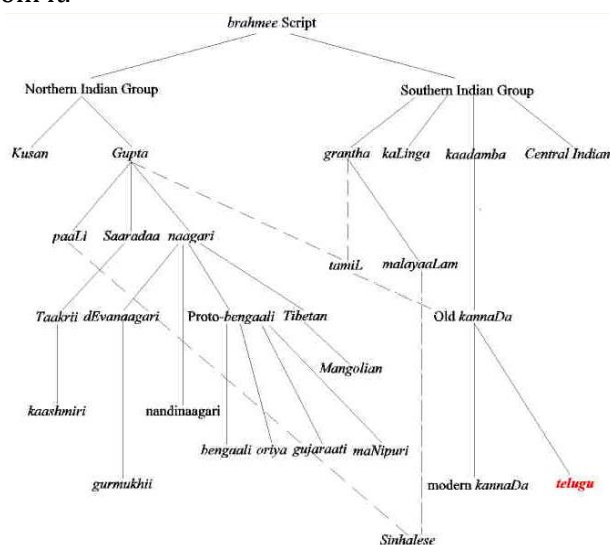 brahmee Script
Northern Indian Group Southern Indian Group
Kusan Gupta grantha kaLinga kaadamba Central Indian
paaLi Saaradaa naagari
tamiL malayaaLam
Taakrii dEvanaagari Proto-bengaali Tibetan Old kannaDa
Mangolian
kaashmiri nandinaagari
bengaali oriya gujaraati maNipuri
gurmukhii modern kannaDa telugu
Sinhalese